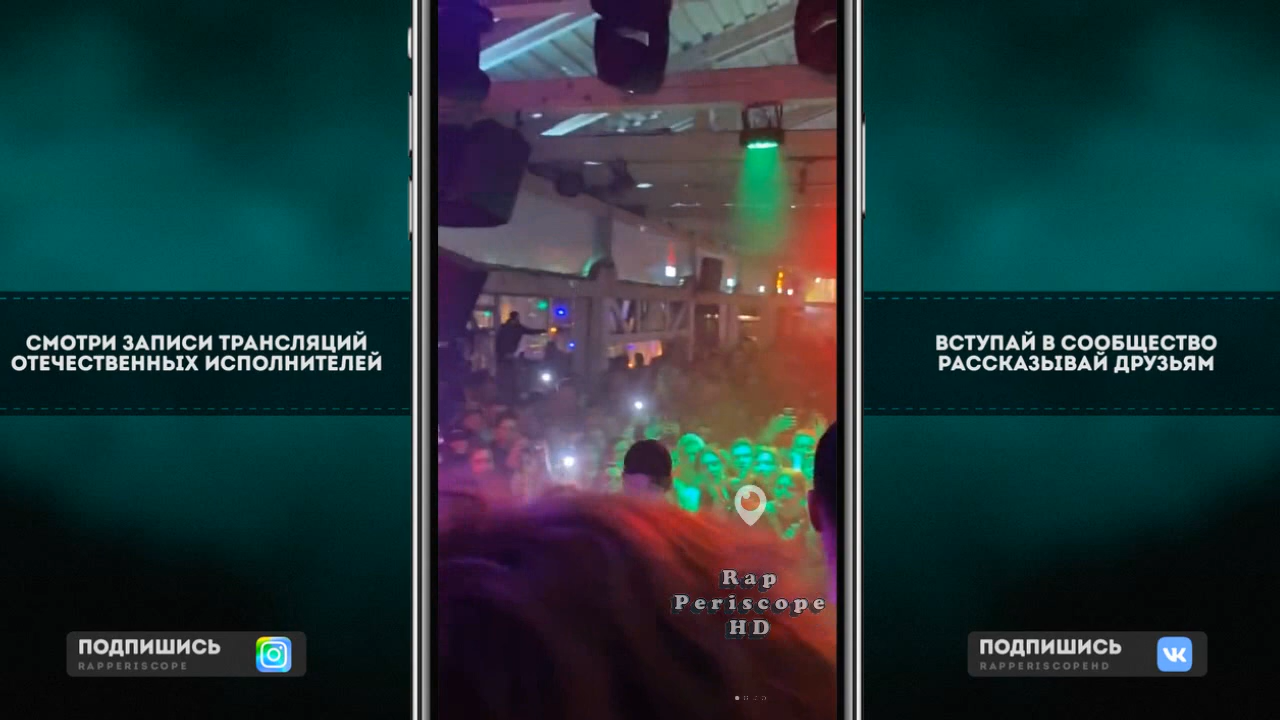 СМОТРИ ЗАПИСИ ТРАНСЛЯЦИЙ
ОТЕЧЕСТВЕННЫХ ИСПОЛНИТЕЛЕЙ
ВСТУПАЙ В СООБЩЕСТВО
РАССКАЗЫВАЙ ДРУЗЬЯМ
Rap
Periscope
HD
ПОДПИШИСЬ
RAPPERISCOPE
ПОДПИШИСЬ
RAPPERISCOPEHD